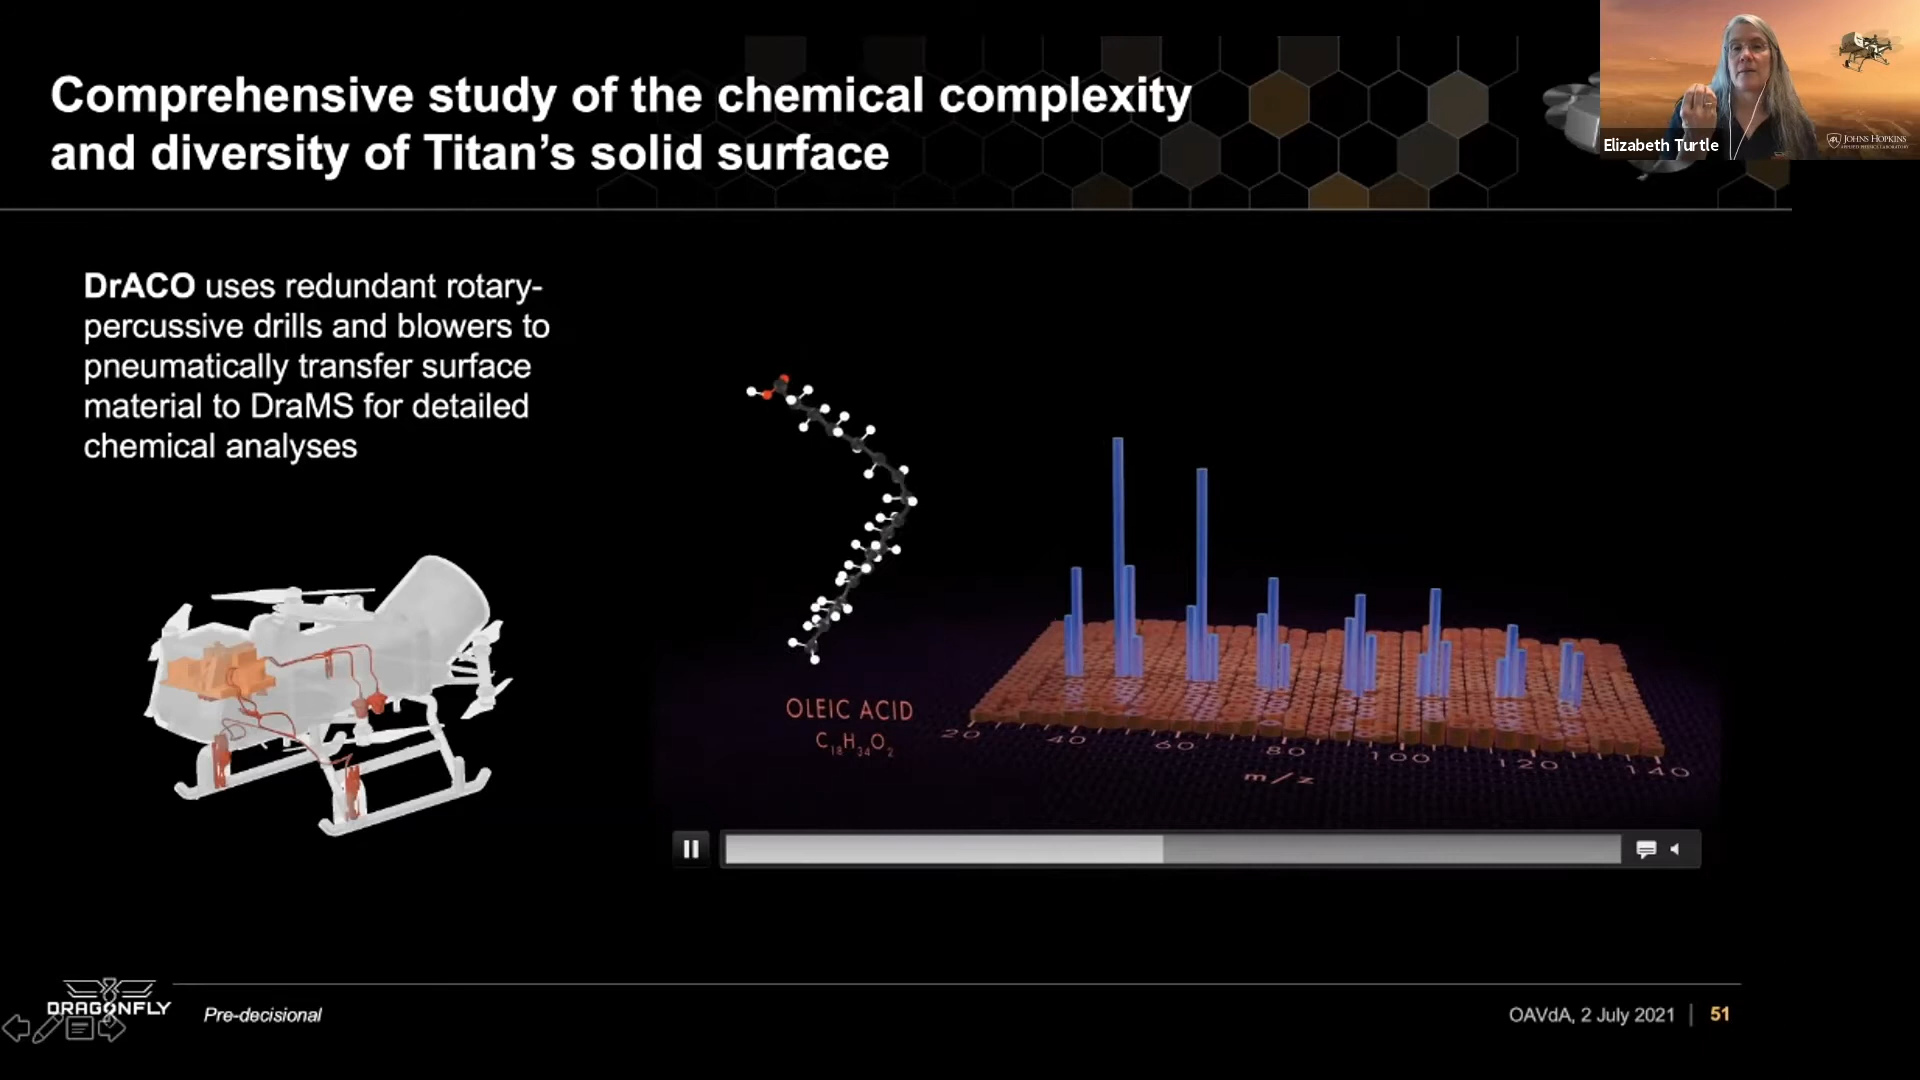 Comprehensive study of the chemical complexity
and diversity of Titan's solid surface
Elizabeth Turtle
JOHNS HOPKINS
DrACO uses redundant rotary-
percussive drills and blowers to
pneumatically transfer surface
material to DraMS for detailed
chemical analyses
OLEIC ACID
C₁₈H₃₄O₂
20 40 60 80 100 120 140
m/z
DRAGONFLY
Pre-decisional
OAVdA, 2 July 2021 | 51